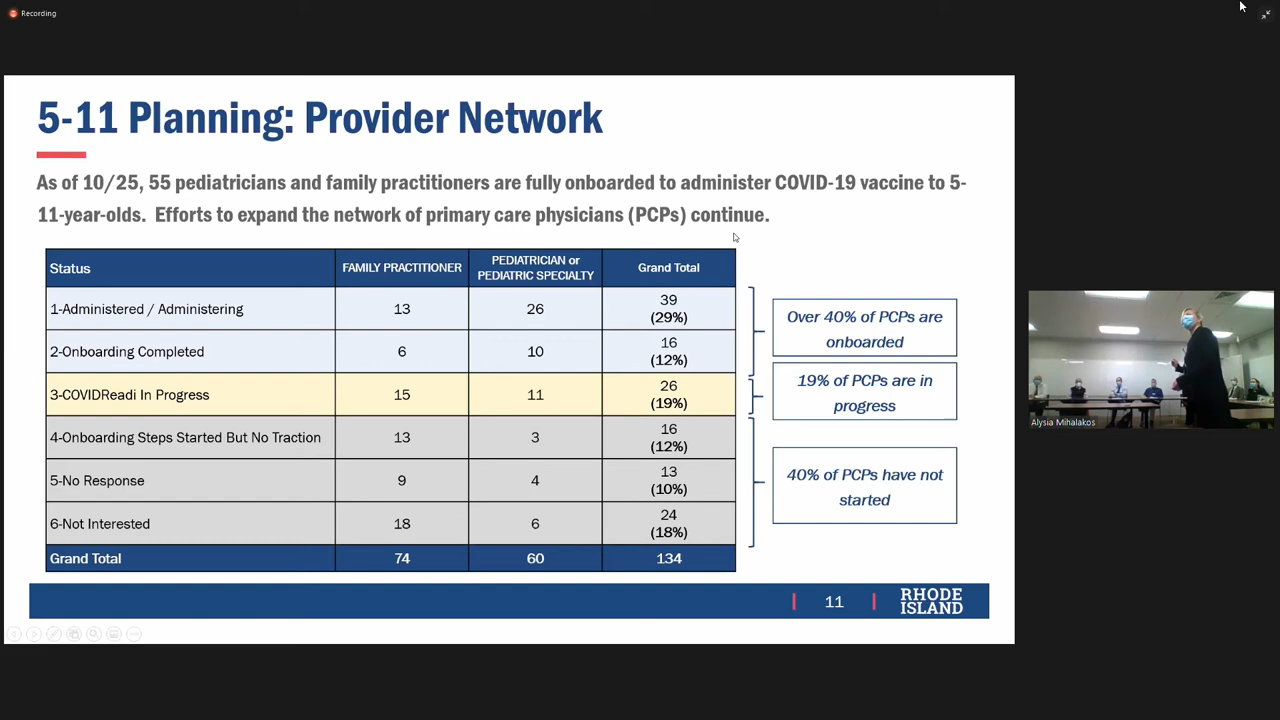 Recording
5-11 Planning: Provider Network
As of 10/25, 55 pediatricians and family practitioners are fully onboarded to administer COVID-19 vaccine to 5-
11-year-olds. Efforts to expand the network of primary care physicians (PCPs) continue.
Status FAMILY PRACTITIONER PEDIATRICIAN or PEDIATRIC SPECIALTY Grand Total
1-Administered / Administering 13 26 39 (29%)
2-Onboarding Completed 6 10 16 (12%)
3-COVIDReadi In Progress 15 11 26 (19%)
4-Onboarding Steps Started But No Traction 13 3 16 (12%)
5-No Response 9 4 13 (10%)
6-Not Interested 18 6 24 (18%)
Grand Total 74 60 134
Over 40% of PCPs are
onboarded
19% of PCPs are in
progress
40% of PCPs have not
started
Alysia Mihalakos
11
RHODE
ISLAND